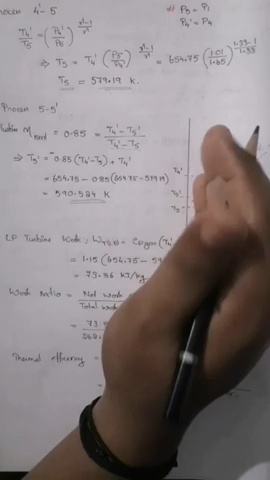 Process 4'- 5
P5 = P1
P4' = P4
T4'/T5 = (P4'/P5)^(γ-1/γ)
⇒ T5 = T4' (P5/P4')^(γ-1/γ) = 654.75 (1.01/1.65)^(1.33-1/1.33)
T5 = 579.19 K.
Process 5-5'
Turbine η = 0.85 = T4'-T5'/T4'-T5
⇒ T5' = -0.85(T4'-T5) + T4'
= 654.75 - 0.85(654.75 - 579.19)
= 590.524 K.
T4'
T5'
T5
LP Turbine Work, = Cpgas (T4'
= 1.15 (654.75 - 59
= 73.86 KJ/kg
Work ratio = Net work / Total work
= 73.
Thermal efficiency =
=